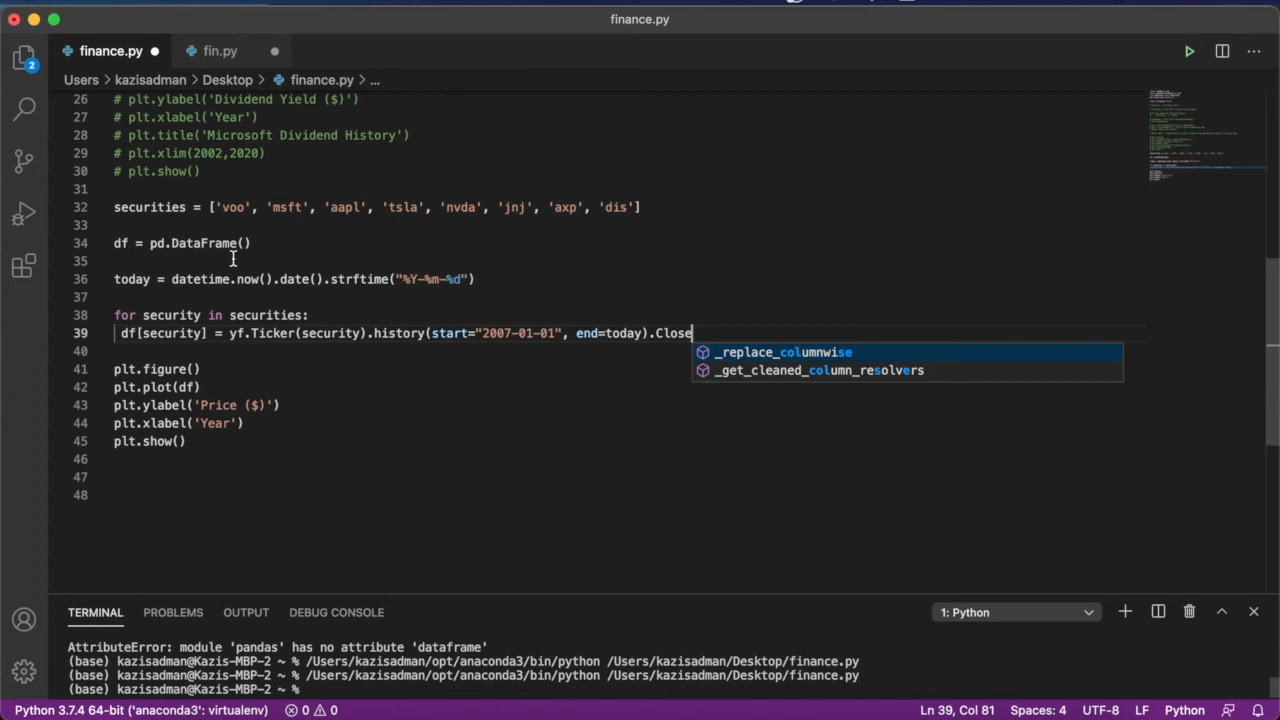 finance.py
finance.py fin.py
Users > kazisadman > Desktop > finance.py > ...
2
26 # plt.ylabel('Dividend Yield ($)')
27 # plt.xlabel('Year')
28 # plt.title('Microsoft Dividend History')
29 # plt.xlim(2002,2020)
30 # plt.show()
31
32 securities = ['voo', 'msft', 'aapl', 'tsla', 'nvda', 'jnj', 'axp', 'dis']
33
34 df = pd.DataFrame()
35
36 today = datetime.now().date().strftime("%Y-%m-%d")
37
38 for security in securities:
39 df[security] = yf.Ticker(security).history(start="2007-01-01", end=today).Close
_replace_columnwise
40
_get_cleaned_column_resolvers
41 plt.figure()
42 plt.plot(df)
43 plt.ylabel('Price ($)')
44 plt.xlabel('Year')
45 plt.show()
46
47
48
TERMINAL PROBLEMS OUTPUT DEBUG CONSOLE 1: Python
AttributeError: module 'pandas' has no attribute 'dataframe'
(base) kazisadman@Kazis-MBP-2 ~ % /Users/kazisadman/opt/anaconda3/bin/python /Users/kazisadman/Desktop/finance.py
(base) kazisadman@Kazis-MBP-2 ~ % /Users/kazisadman/opt/anaconda3/bin/python /Users/kazisadman/Desktop/finance.py
(base) kazisadman@Kazis-MBP-2 ~ %
Python 3.7.4 64-bit ('anaconda3': virtualenv) 0 0 Ln 39, Col 81 Spaces: 4 UTF-8 LF Python